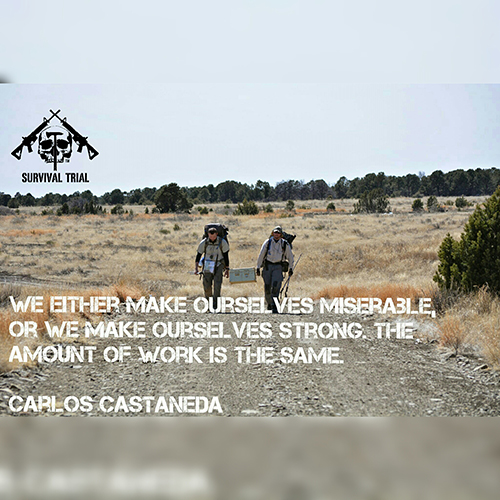 SURVIVAL TRIAL
WE EITHER MAKE OURSELVES MISERABLE,
OR WE MAKE OURSELVES STRONG. THE
AMOUNT OF WORK IS THE SAME.
CARLOS CASTANEDA